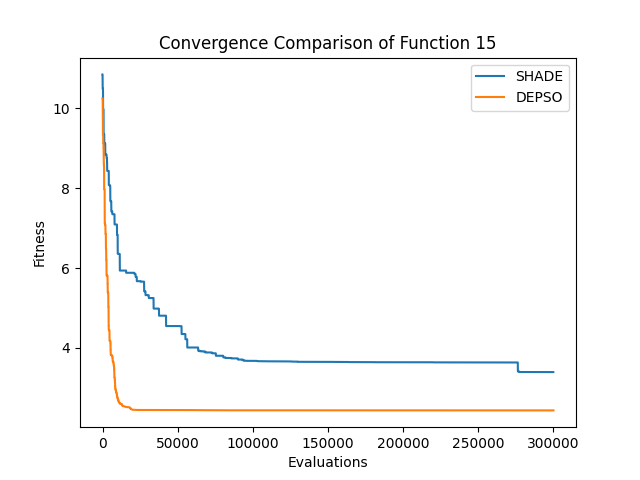 Convergence Comparison of Function 15
SHADE
DEPSO
Fitness
10
8
6
4
0 50000 100000 150000 200000 250000 300000
Evaluations